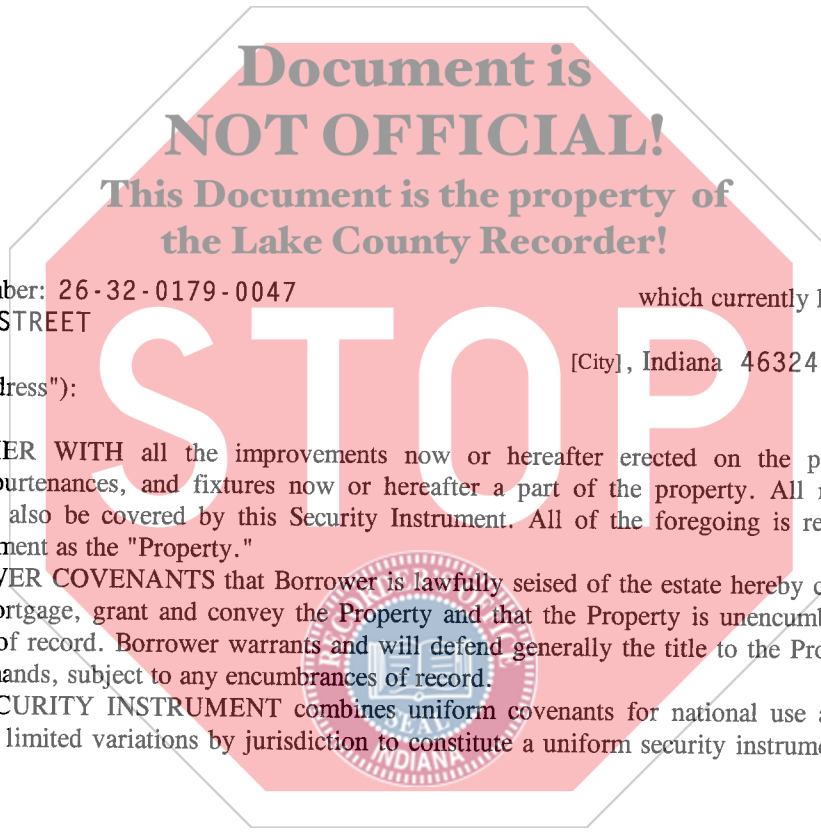 Document is
NOT OFFICIAL!
This Document is the property of
the Lake County Recorder!
ber: 26-32-0179-0047 which currently
STREET
[City], Indiana 46324
dress"):
STOP
ER WITH all the improvements now or hereafter erected on the p
ourtenances, and fixtures now or hereafter a part of the property. All
also be covered by this Security Instrument. All of the foregoing is re
ment as the "Property."
VER COVENANTS that Borrower is lawfully seised of the estate hereby
ortgage, grant and convey the Property and that the Property is unencumb
of record. Borrower warrants and will defend generally the title to the Pro
ands, subject to any encumbrances of record.
CURITY INSTRUMENT combines uniform covenants for national use a
limited variations by jurisdiction to constitute a uniform security instrume
RECORDER'S OFFICE
SEAL
INDIANA